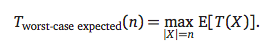 T_worst-case expected(n) = max_{|X|=n} E[T(X)].